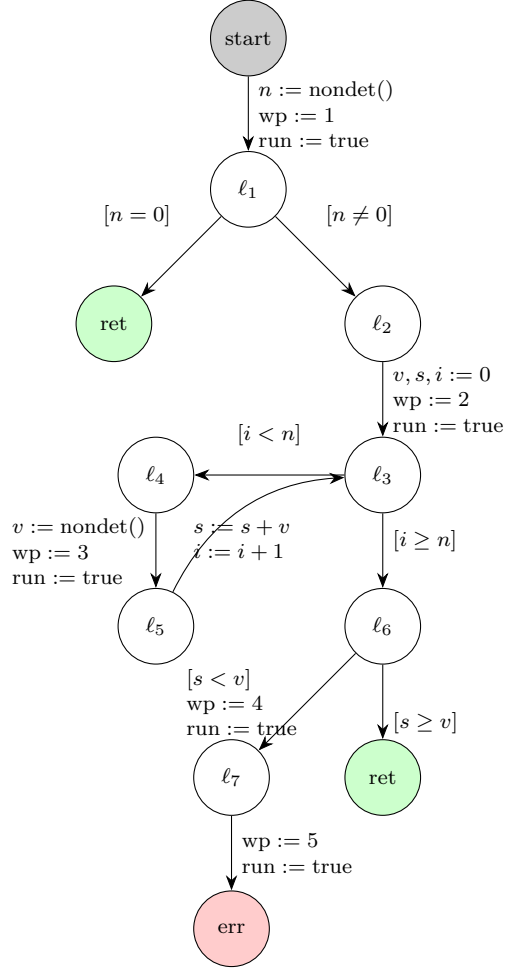 start
n := nondet()
wp := 1
run := true
ℓ₁
[n = 0]
[n ≠ 0]
ret
ℓ₂
v, s, i := 0
wp := 2
run := true
[i < n]
ℓ₄
ℓ₃
v := nondet()
wp := 3
run := true
s := s + v
i := i + 1
[i ≥ n]
ℓ₅
ℓ₆
[s < v]
wp := 4
run := true
[s ≥ v]
ℓ₇
ret
wp := 5
run := true
err